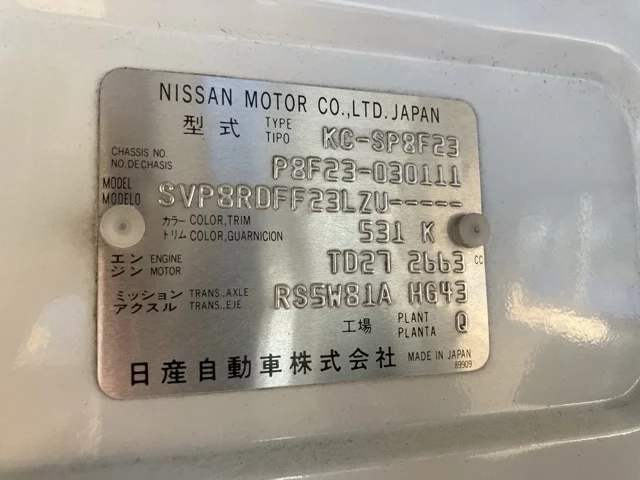 NISSAN MOTOR CO.,LTD. JAPAN
型式 TYPE TIPO KC-SP8F23
CHASSIS NO. NO. DE CHASIS P8F23-030111
MODEL MODELO SVP8RDFF23LZU-----
カラー COLOR,TRIM トリム COLOR,GUARNICION 531 K
エンジン ENGINE MOTOR TD27 2663 CC
ミッション TRANS.,AXLE アクスル TRANS.,EJE RS5W81A HG43
工場 PLANT PLANTA Q
日産自動車株式会社 MADE IN JAPAN
89909